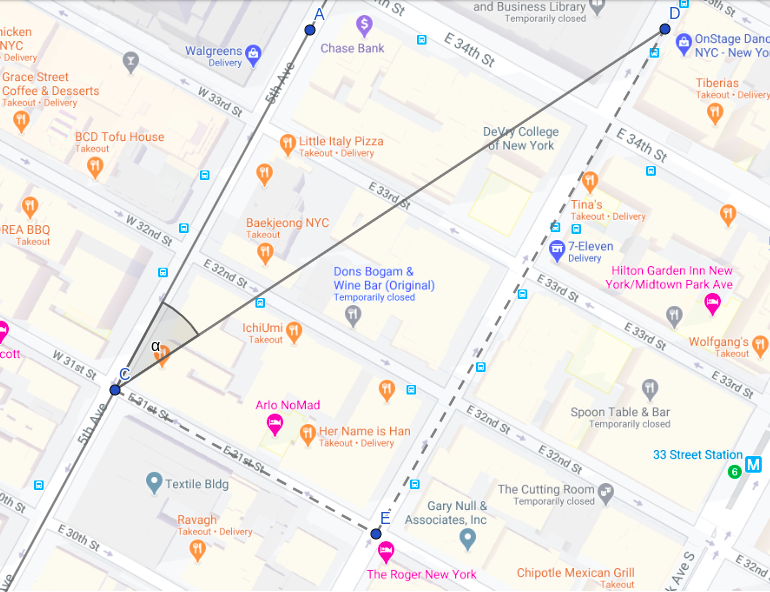 A
D
and Business Library
Temporarily closed
th St
hicken
NYC
Delivery
Walgreens
Delivery
Chase Bank
E 34th St
OnStage Danc
NYC - New Yo
Grace Street
Coffee & Desserts
Takeout • Delivery
5th Ave
W 33rd St
Tiberias
Takeout • Delivery
BCD Tofu House
Takeout
Little Italy Pizza
Takeout • Delivery
DeVry College
of New York
E 34th St
E 33rd St
Tina's
Takeout • Delivery
REA BBQ
Takeout
W 32nd St
Baekjeong NYC
Takeout
7-Eleven
Delivery
E 32nd St
Dons Bogam &
Wine Bar (Original)
Temporarily closed
Hilton Garden Inn New
York/Midtown Park Ave
E 33rd St
E 33rd St
IchiUmi
Takeout
Wolfgang's
Takeout
α
cott
W 31st St
C
E 33rd St
E 31st St
Arlo NoMad
Her Name is Han
Takeout • Delivery
Spoon Table & Bar
Temporarily closed
5th Ave
E 32nd St
E 31st St
E 32nd St
33 Street Station
6
M
Textile Bldg
The Cutting Room
Temporarily closed
0th St
E
Gary Null &
Associates, Inc
Ravagh
Takeout • Delivery
E 30th St
The Roger New York
Chipotle Mexican Grill
Takeout
k Ave S
E 32nd
ve